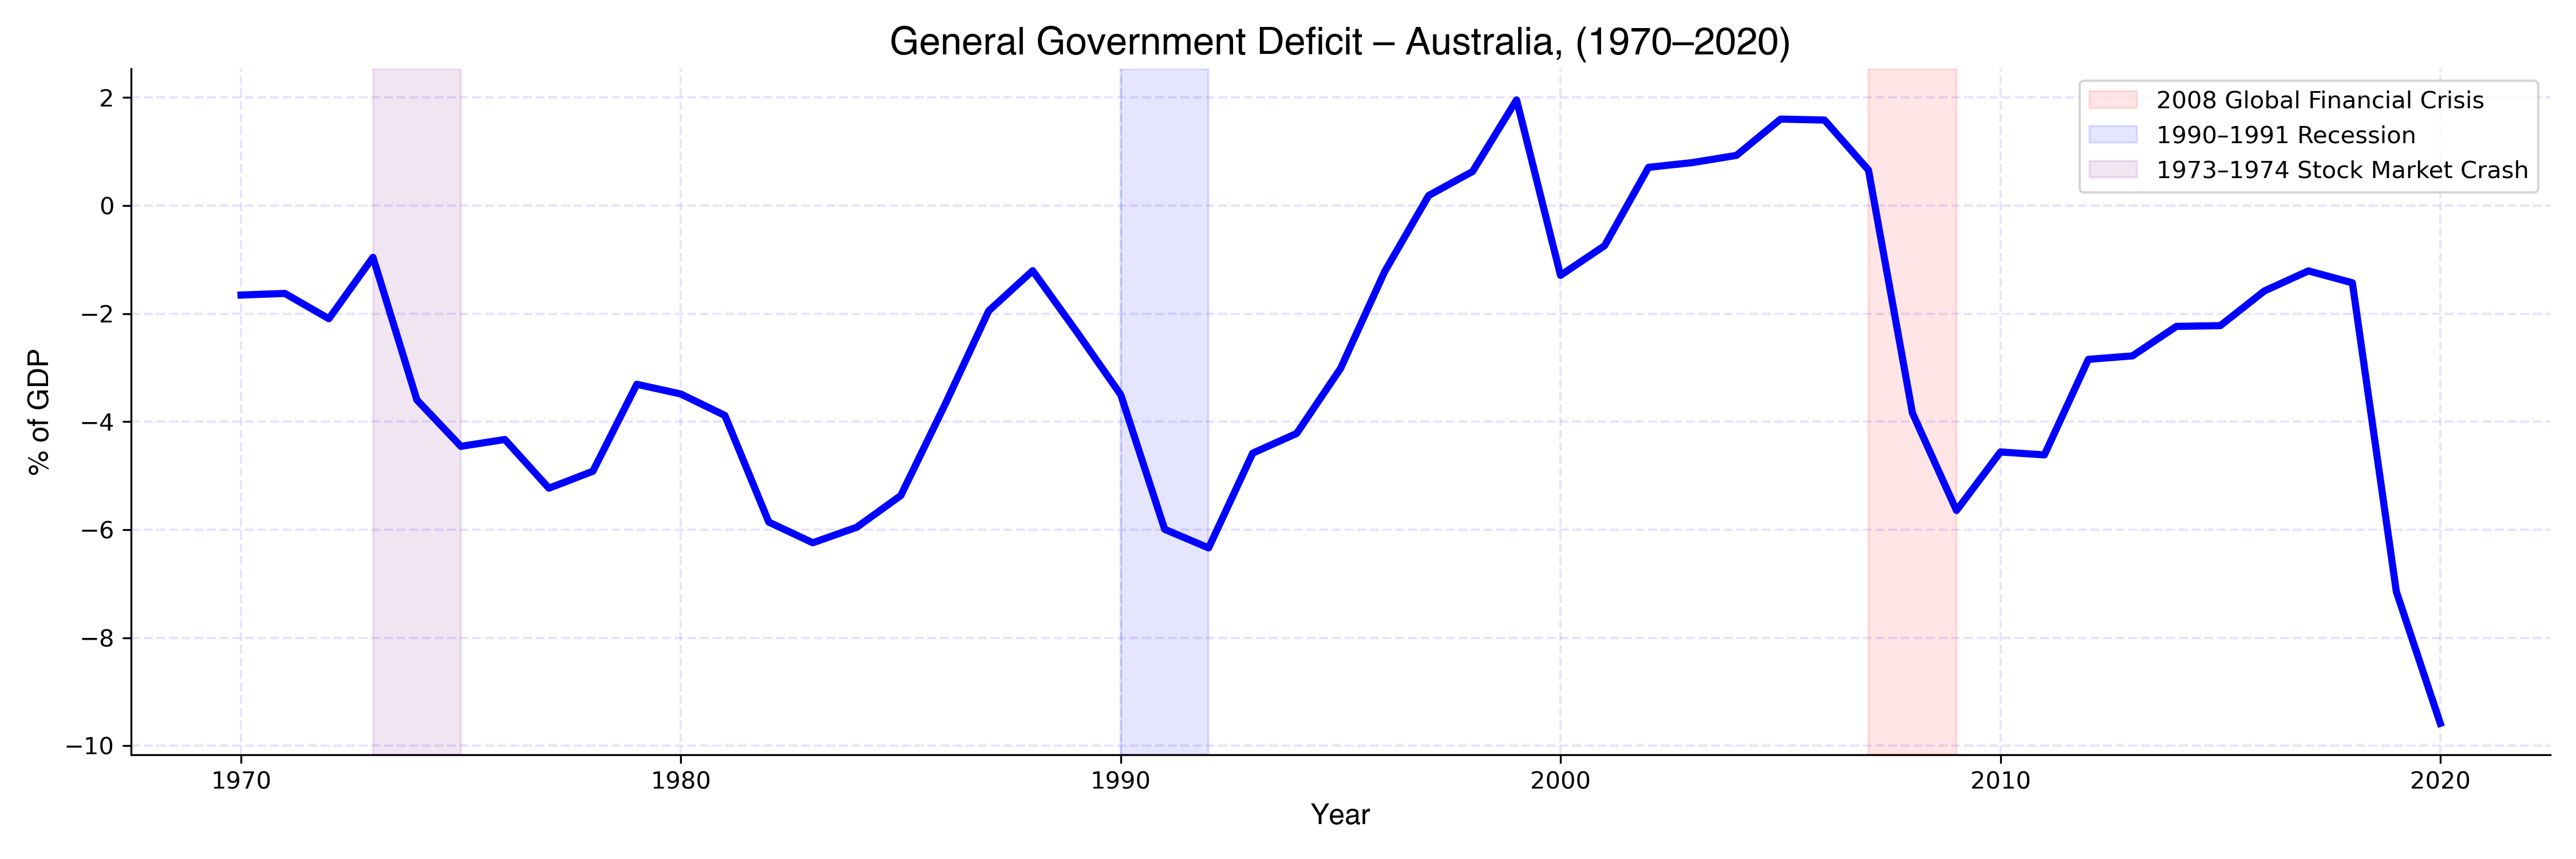 General Government Deficit – Australia, (1970–2020)
2008 Global Financial Crisis
1990–1991 Recession
1973–1974 Stock Market Crash
% of GDP
2
0
−2
−4
−6
−8
−10
1970 1980 1990 2000 2010 2020
Year